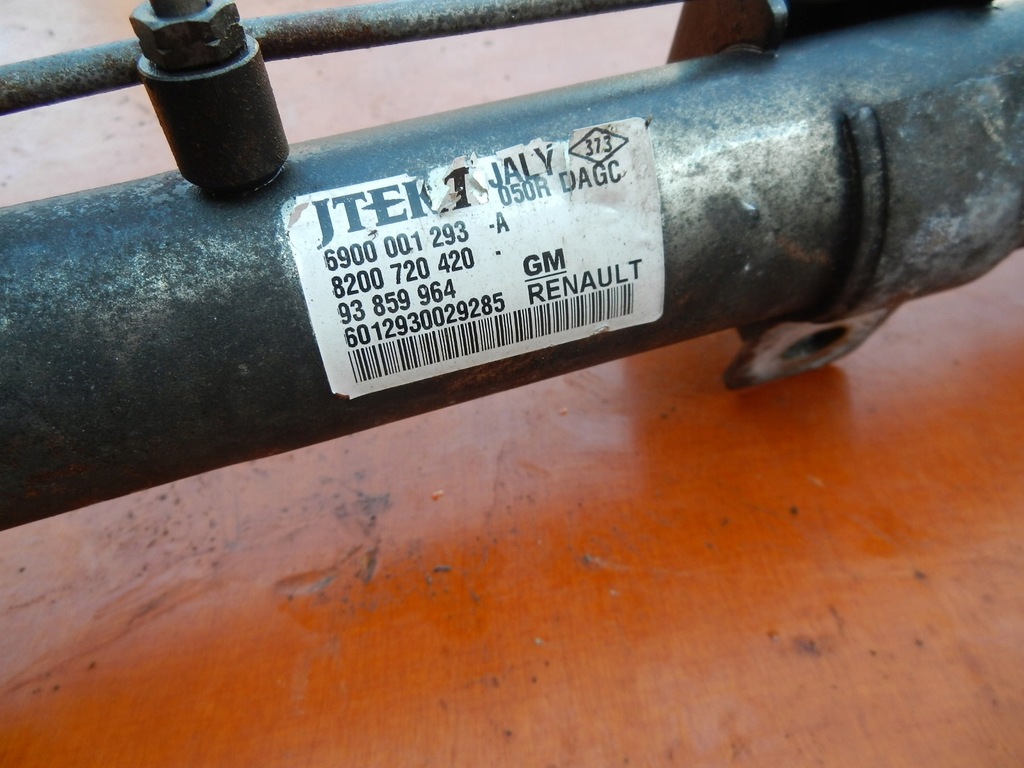 JTEKT JALY 373
050R DAGC
6900 001 293 -A
8200 720 420 -
93 859 964 GM
6012930029285 RENAULT